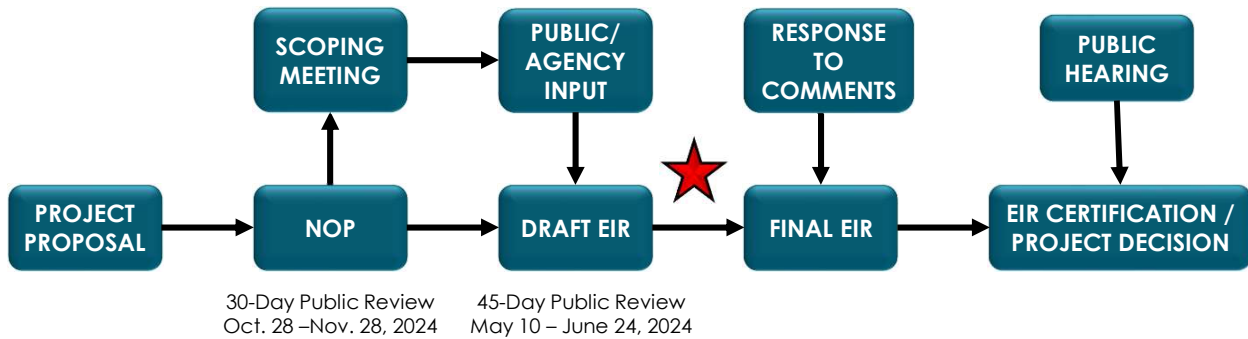 SCOPING
MEETING
PUBLIC/
AGENCY
INPUT
RESPONSE
TO
COMMENTS
PUBLIC
HEARING
PROJECT
PROPOSAL
NOP
DRAFT EIR
FINAL EIR
EIR CERTIFICATION /
PROJECT DECISION
30-Day Public Review
Oct. 28 –Nov. 28, 2024
45-Day Public Review
May 10 – June 24, 2024